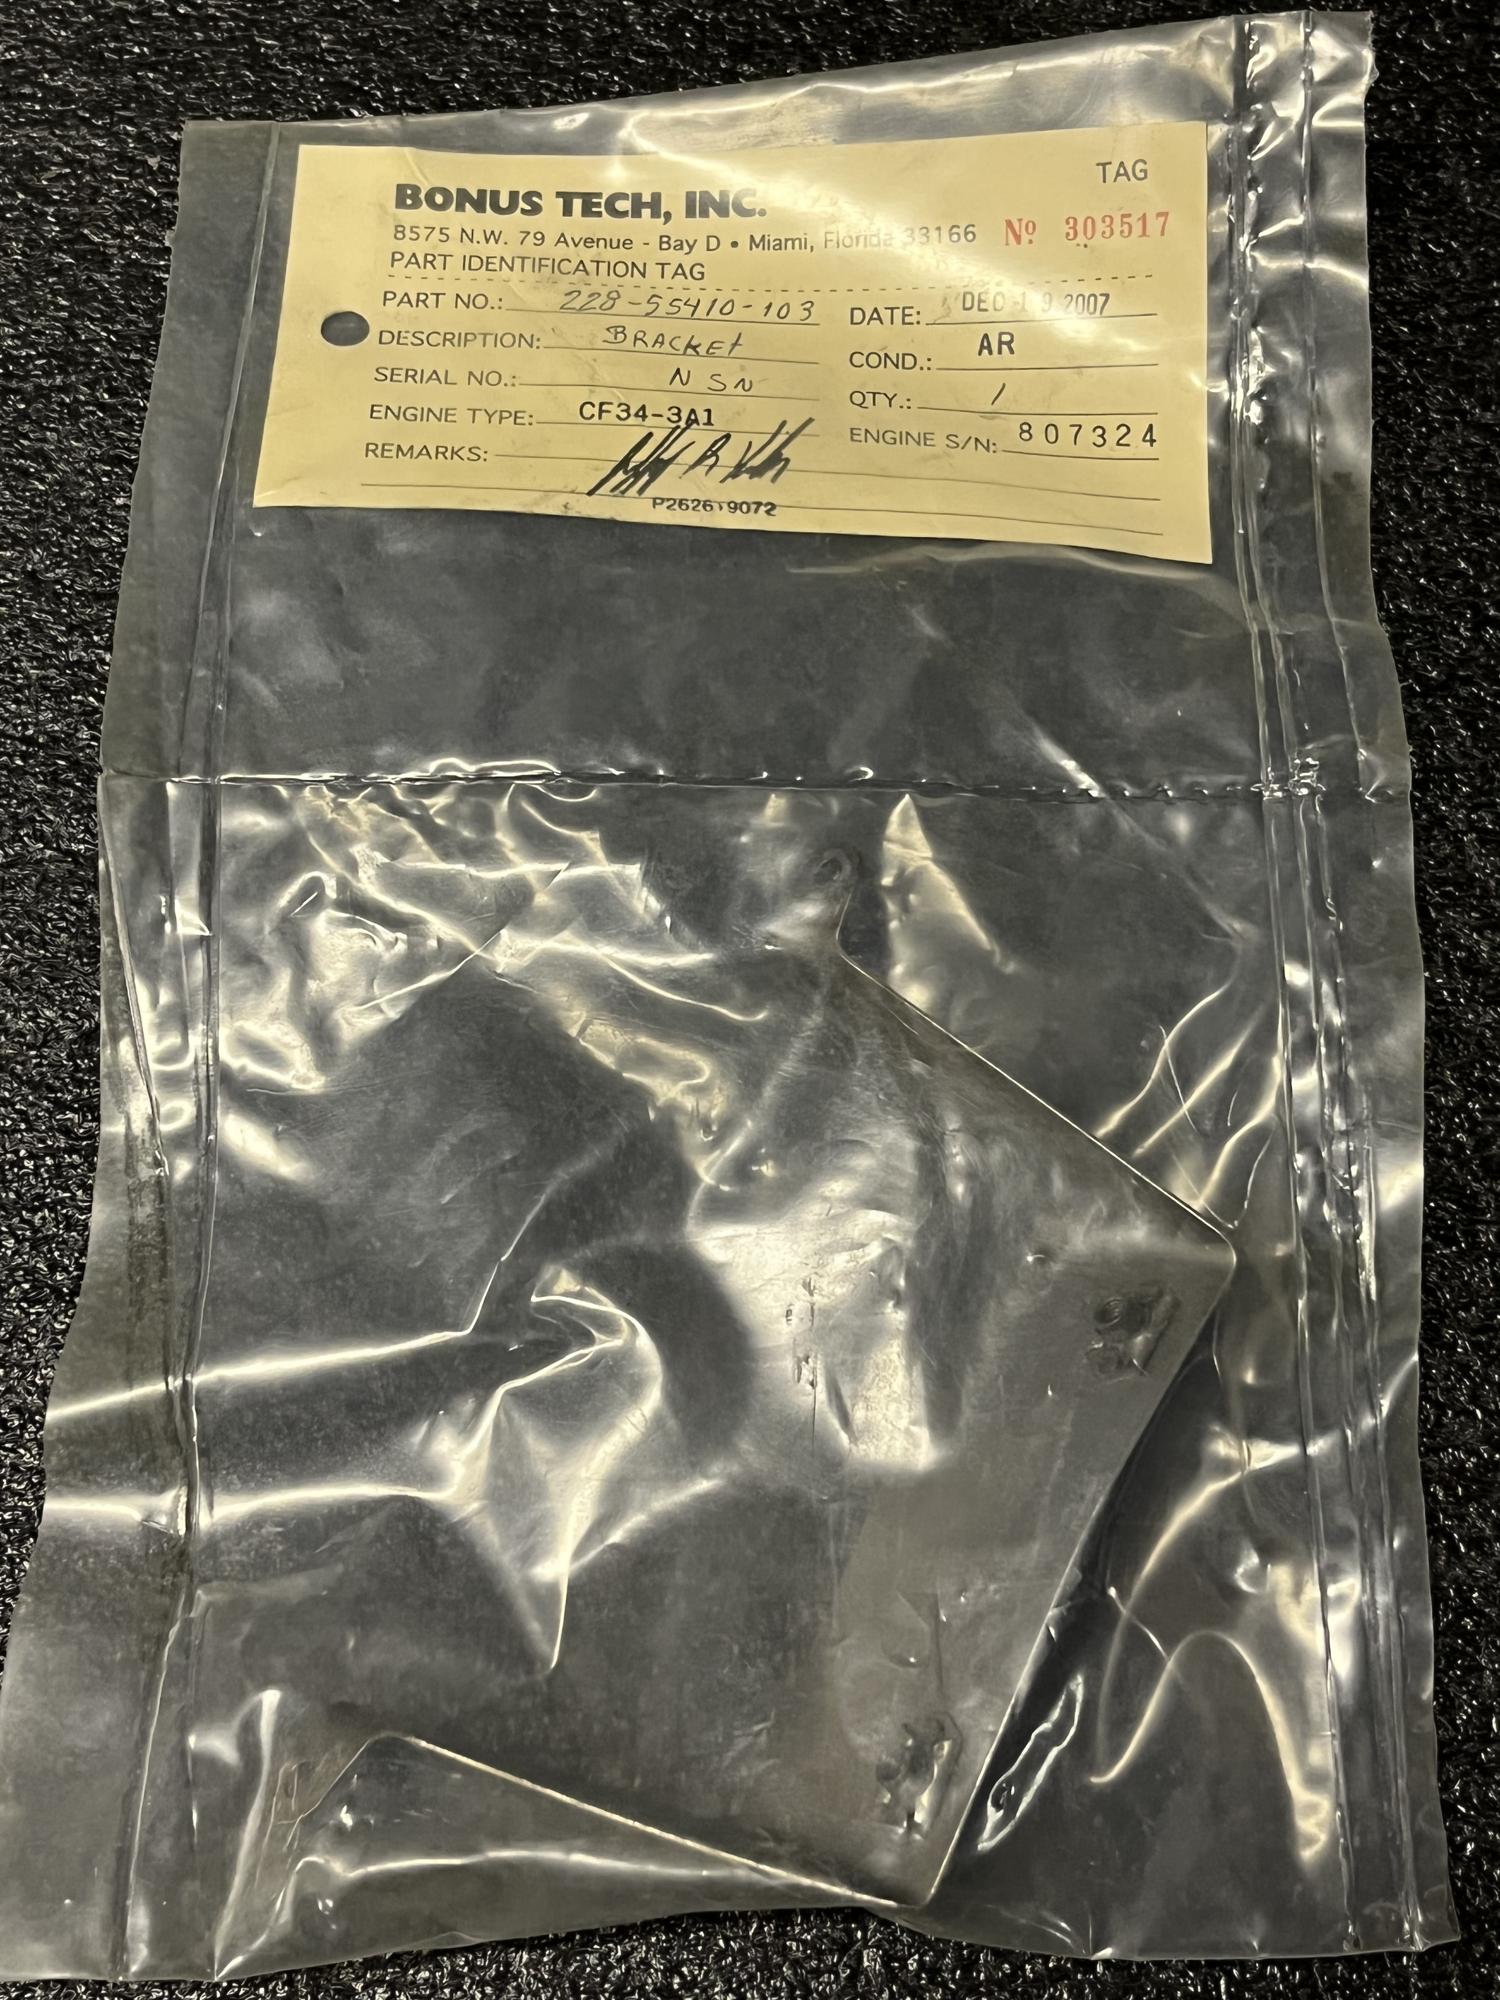 TAG
BONUS TECH, INC.
8575 N.W. 79 Avenue - Bay D • Miami, Florida 33166 Nº 303517
PART IDENTIFICATION TAG
PART NO.: 228-55410-103 DATE: DEC 19 2007
DESCRIPTION: BRACKET COND.: AR
SERIAL NO.: NSN QTY.: 1
ENGINE TYPE: CF34-3A1 ENGINE S/N: 807324
REMARKS: